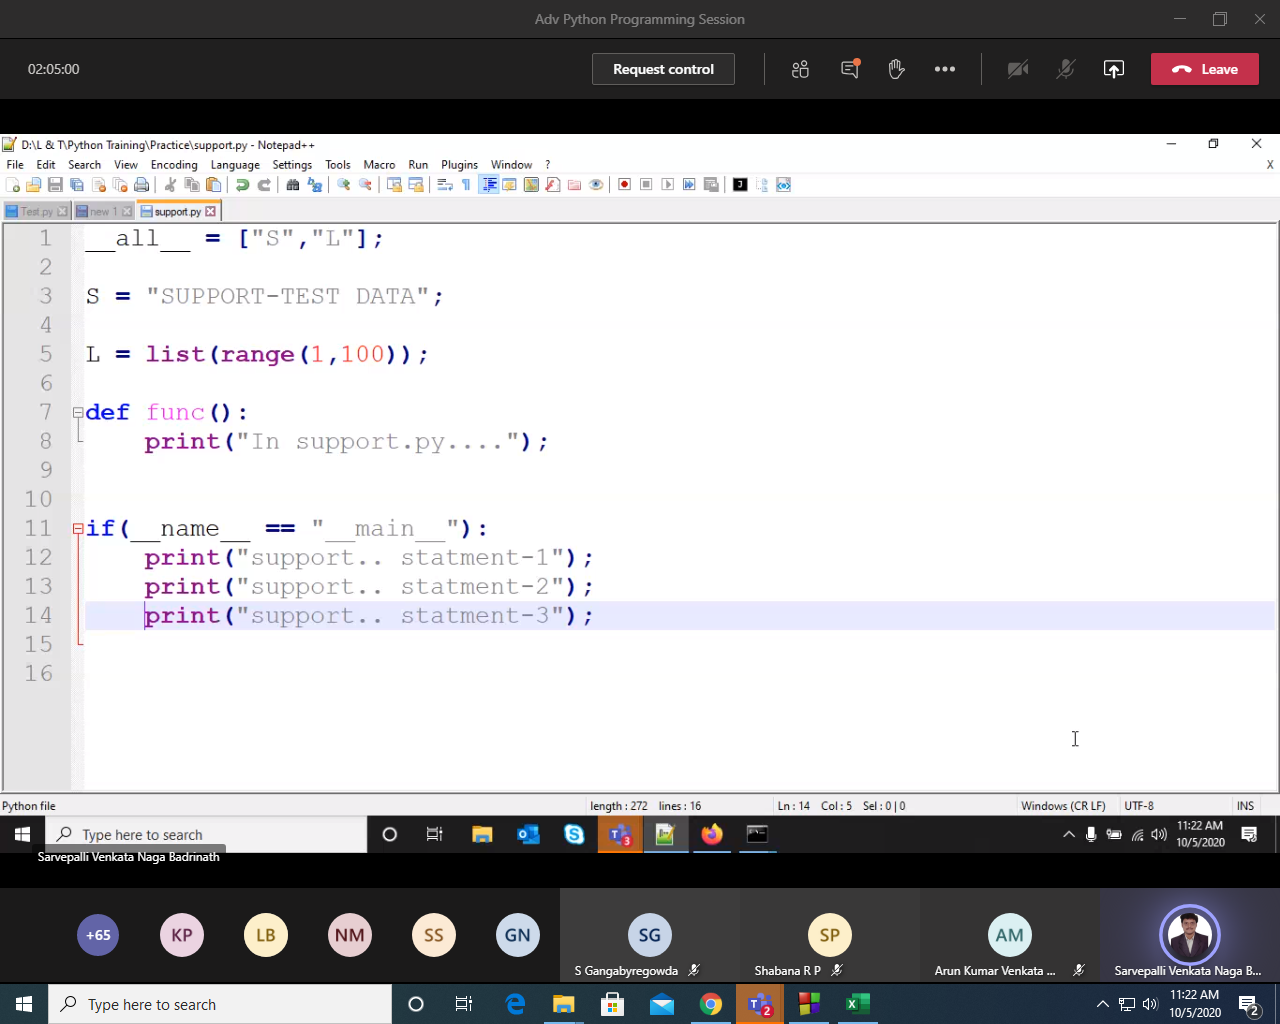 Adv Python Programming Session
02:05:00
Request control
Leave
D:\L & T\Python Training\Practice\support.py - Notepad++
File Edit Search View Encoding Language Settings Tools Macro Run Plugins Window ?
X
Test.py new 1 support.py
1 __all__ = ["S","L"];
2
3 S = "SUPPORT-TEST DATA";
4
5 L = list(range(1,100));
6
7 def func():
8 print("In support.py....");
9
10
11 if(__name__ == "__main__"):
12 print("support.. statment-1");
13 print("support.. statment-2");
14 print("support.. statment-3");
15
16
Python file length : 272 lines : 16 Ln : 14 Col : 5 Sel : 0 | 0 Windows (CR LF) UTF-8 INS
Type here to search 3 11:22 AM
10/5/2020
Sarvepalli Venkata Naga Badrinath
+65 KP LB NM SS GN SG SP AM
S Gangabyregowda Shabana R P Arun Kumar Venkata ... Sarvepalli Venkata Naga B...
Type here to search 2 11:22 AM
10/5/2020 2